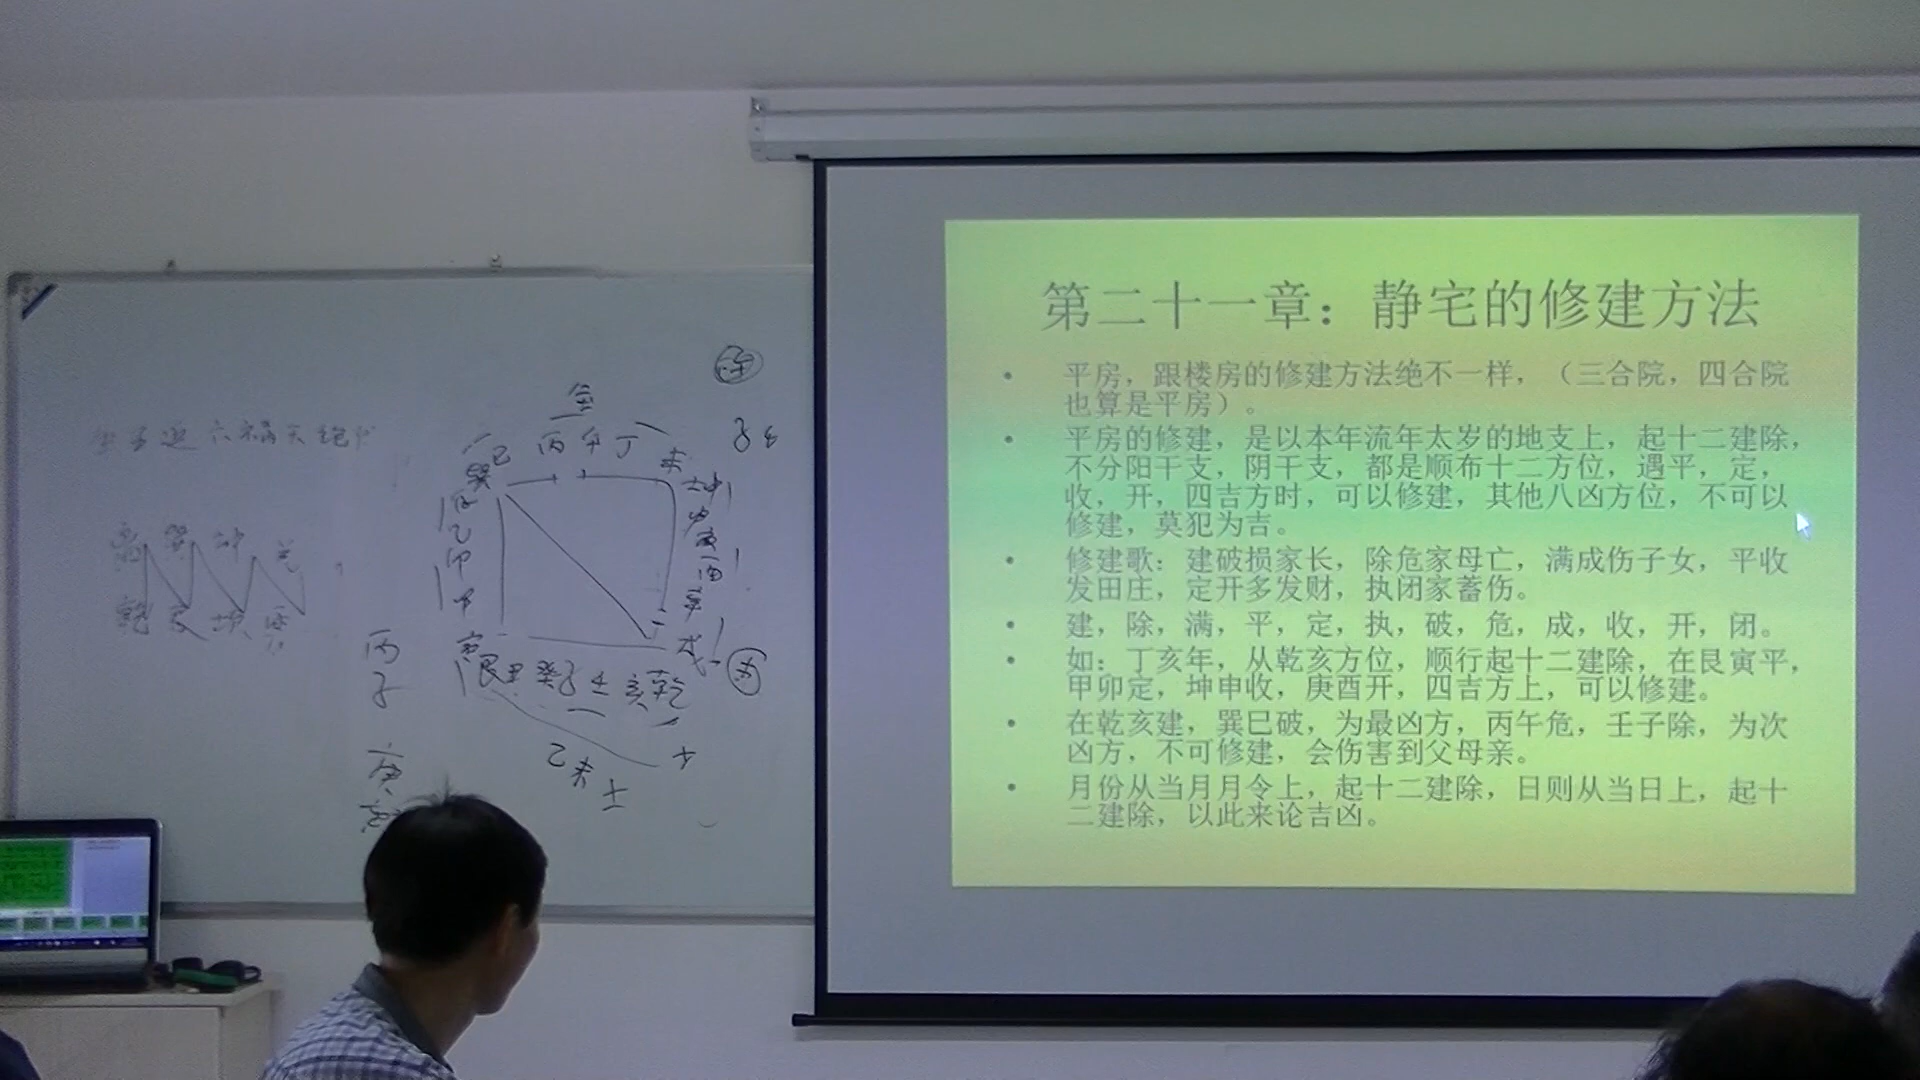 第二十一章：静宅的修建方法
平房，跟楼房的修建方法绝不一样，（三合院，四合院
也算是平房）。
平房的修建，是以本年流年太岁的地支上，起十二建除，
不分阳干支，阴干支，都是顺布十二方位，遇平，定，
收，开，四吉方时，可以修建，其他八凶方位，不可以
修建，莫犯为吉。
修建歌：建破损家长，除危家母亡，满成伤子女，平收
发田庄，定开多发财，执闭家蓄伤。
建，除，满，平，定，执，破，危，成，收，开，闭。
如：丁亥年，从乾亥方位，顺行起十二建除，在艮寅平，
甲卯定，坤申收，庚酉开，四吉方上，可以修建。
在乾亥建，巽巳破，为最凶方，丙午危，壬子除，为次
凶方，不可修建，会伤害到父母亲。
月份从当月月令上，起十二建除，日则从当日上，起十
二建除，以此来论吉凶。
丙午丁
未
巳
巽
坤
戌
亥乾
艮
丙
子
乙未